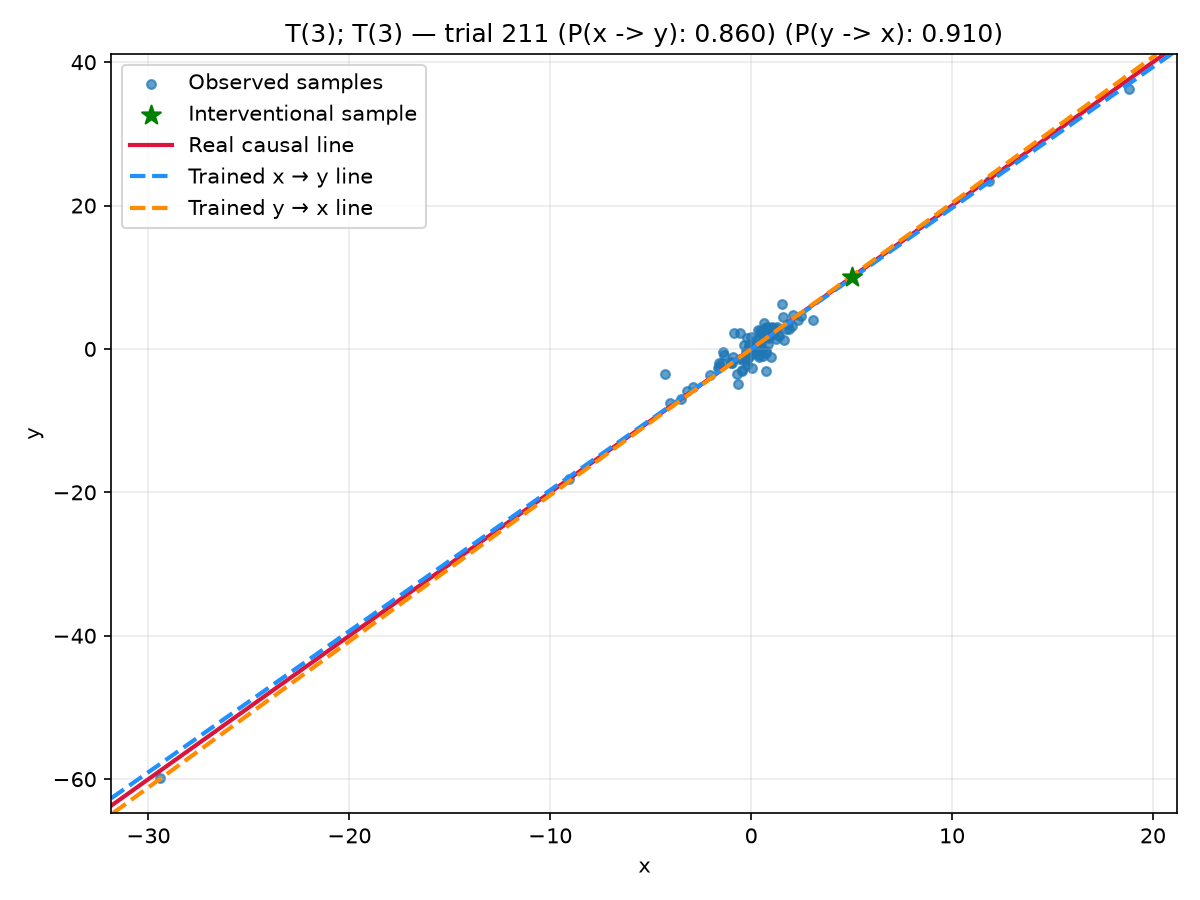 T(3); T(3) — trial 211 (P(x -> y): 0.860) (P(y -> x): 0.910)
Observed samples
Interventional sample
Real causal line
Trained x → y line
Trained y → x line
40
20
0
−20
−40
−60
y
−30
−20
−10
0
10
20
x